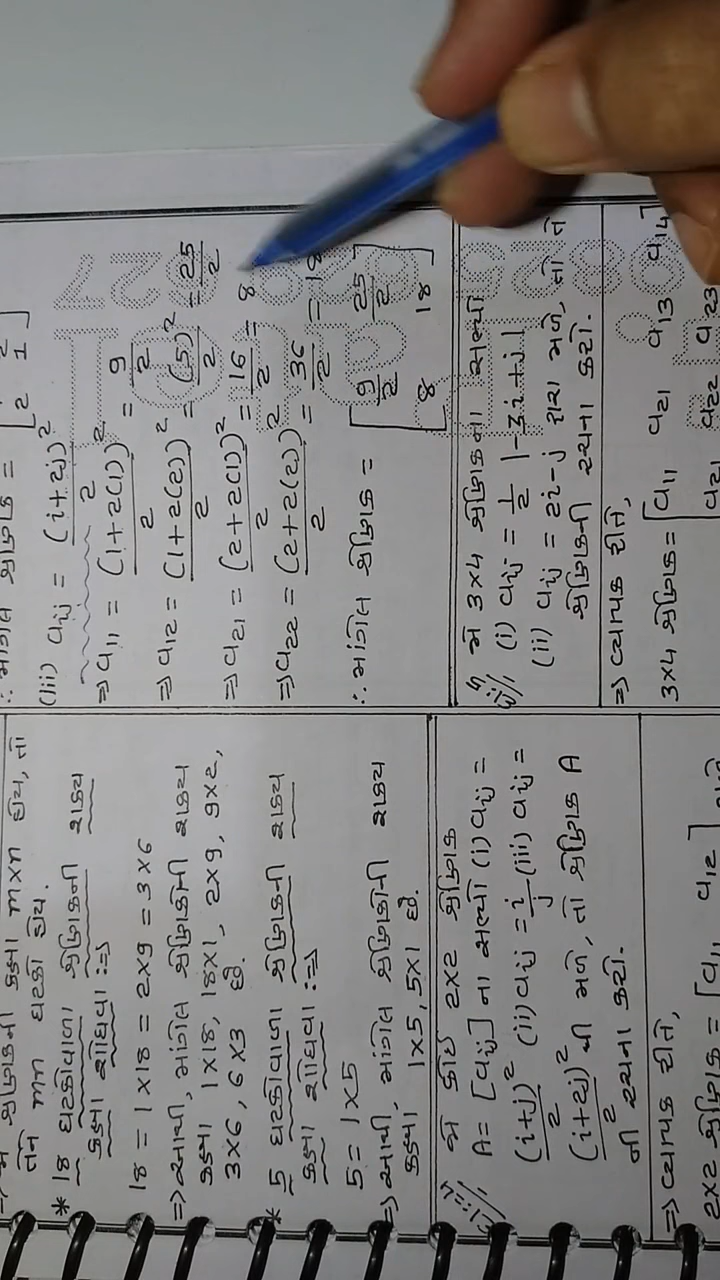 શ્રેણિકની કક્ષા mxn હોય, તો
તેને mn ઘટકો હોય.
* 18 ઘટકોવાળા શ્રેણિકની શક્ય
કક્ષા શોધવા :⇒
18 = 1×18 = 2×9 = 3×6
⇒ આથી, માંગેલ શ્રેણિકોની શક્ય
કક્ષા 1×18, 18×1, 2×9, 9×2,
3×6, 6×3 છે.
* 5 ઘટકોવાળા શ્રેણિકની શક્ય
કક્ષા શોધવા :⇒
5 = 1×5
⇒ આથી, માંગેલ શ્રેણિકોની શક્ય
કક્ષા 1×5, 5×1 છે.
જો કોઈ 2×2 શ્રેણિક
A = [aij] ના સભ્યો (i) aij =
(i+j)²/2 (ii) aij = i/j (iii) aij =
(i+2j)²/2 થી મળે, તો શ્રેણિક A
ની રચના કરો.
⇒ વ્યાપક રીતે,
2×2 શ્રેણિક = [a11 a12]
∴ માંગેલ શ્રેણિક =
(iii) aij = (i+2j)²/2
⇒ a11 = (1+2(1))²/2 = 9/2
⇒ a12 = (1+2(2))²/2 = (5)²/2 = 25/2
⇒ a21 = (2+2(1))²/2 = 16/2 = 8
⇒ a22 = (2+2(2))²/2 = 36/2 = 18
∴ માંગેલ શ્રેણિક = [9/2 25/2
8 18]
જે 3×4 શ્રેણિકના સભ્યો
(i) aij = 1/2 |-3i+j|
(ii) aij = 2i-j દ્વારા મળે, તો તે
શ્રેણિકની રચના કરો.
⇒ વ્યાપક રીતે,
3×4 શ્રેણિક = [a11 a21 a13 a14]
a21 a22 a23